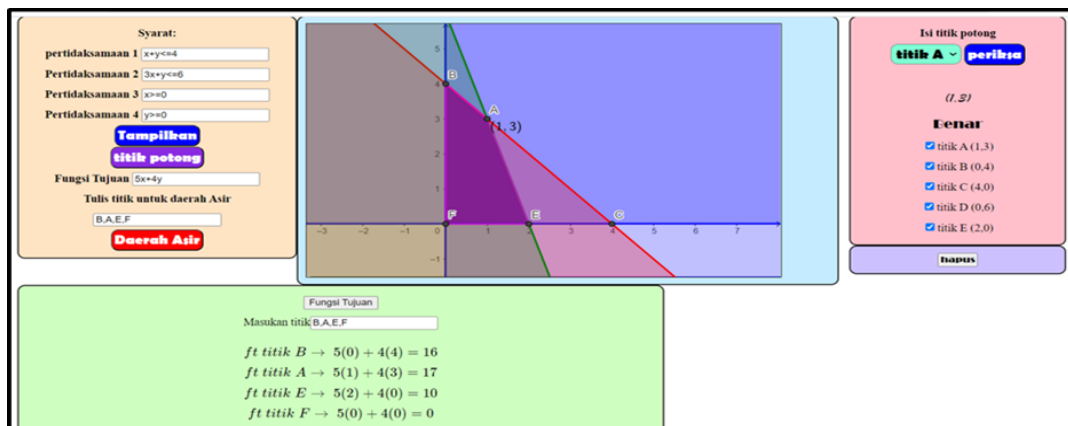 Syarat:
pertidaksamaan 1 x+y<=4
Pertidaksamaan 2 3x+y<=6
Pertidaksamaan 3 x>=0
Pertidaksamaan 4 y>=0
Tampilkan
titik potong
Fungsi Tujuan 5x+4y
Tulis titik untuk daerah Asir
B,A,E,F
Daerah Asir
5
B
4
A
3
(1, 3)
2
1
F
E
C
-3 -2 -1 0 1 2 3 4 5 6 7
-1
Isi titik potong
titik A periksa
(1, 3)
Benar
titik A (1,3)
titik B (0,4)
titik C (4,0)
titik D (0,6)
titik E (2,0)
hapus
Fungsi Tujuan
Masukan titik B,A,E,F
ft titik B → 5(0) + 4(4) = 16
ft titik A → 5(1) + 4(3) = 17
ft titik E → 5(2) + 4(0) = 10
ft titik F → 5(0) + 4(0) = 0